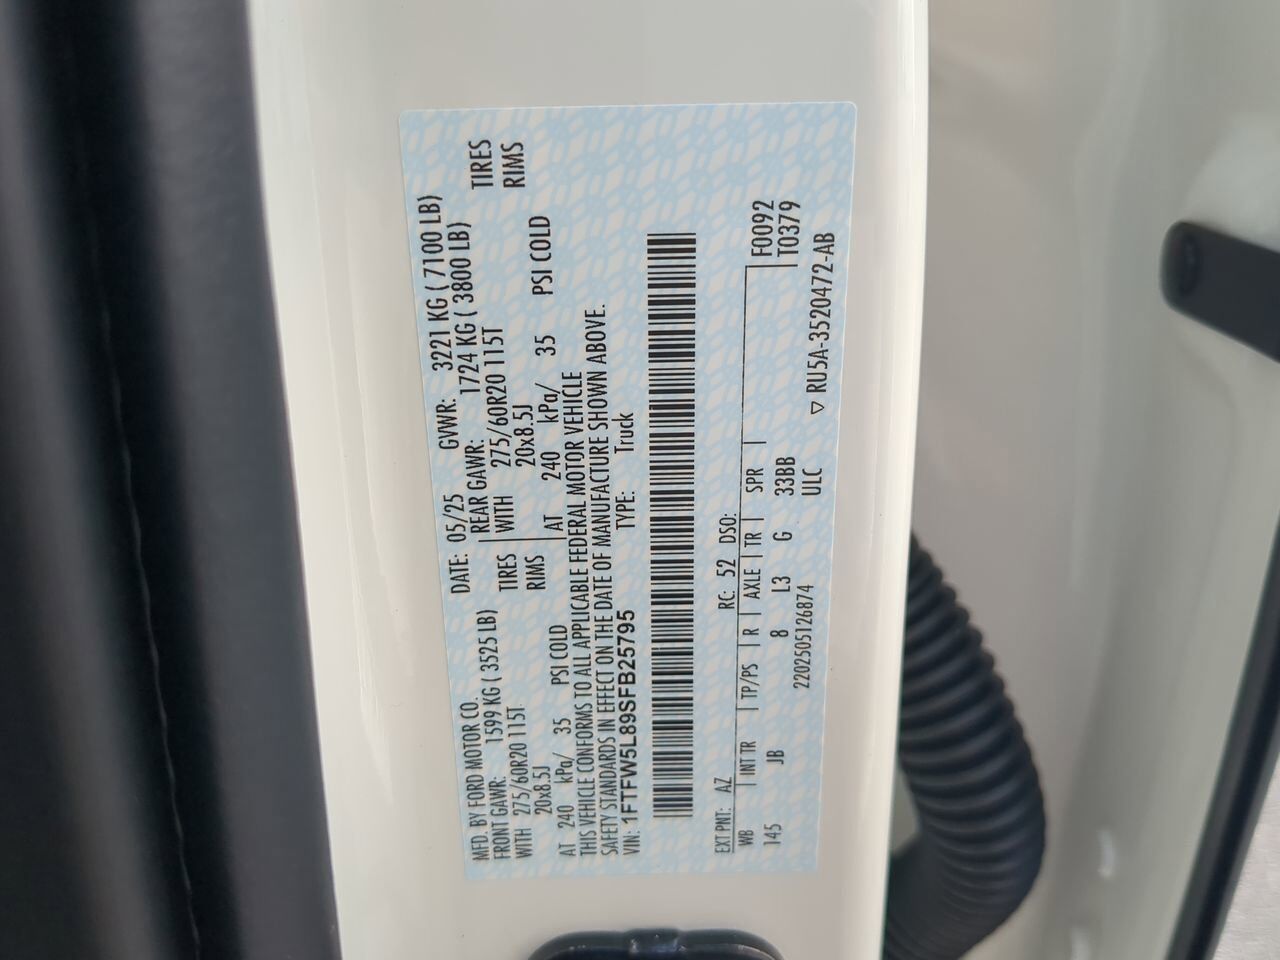 MFD. BY FORD MOTOR CO.
DATE: 05/25 GVWR: 3221 KG ( 7100 LB)
FRONT GAWR: 1599 KG ( 3525 LB)
REAR GAWR: 1724 KG ( 3800 LB)
WITH 275/60R20 115T TIRES
WITH 275/60R20 115T TIRES
20x8.5J RIMS
20x8.5J RIMS
AT 240 kPa/ 35 PSI COLD
AT 240 kPa/ 35 PSI COLD
THIS VEHICLE CONFORMS TO ALL APPLICABLE FEDERAL MOTOR VEHICLE
SAFETY STANDARDS IN EFFECT ON THE DATE OF MANUFACTURE SHOWN ABOVE.
VIN: 1FTFW5L89SFB25795 TYPE: Truck
EXT PNT: AZ RC: 52 DSO:
WB INT TR TP/PS R AXLE TR SPR F0092
145 JB 8 L3 G 33BB T0379
ULC
2202505126874 ▽ RU5A-3520472-AB